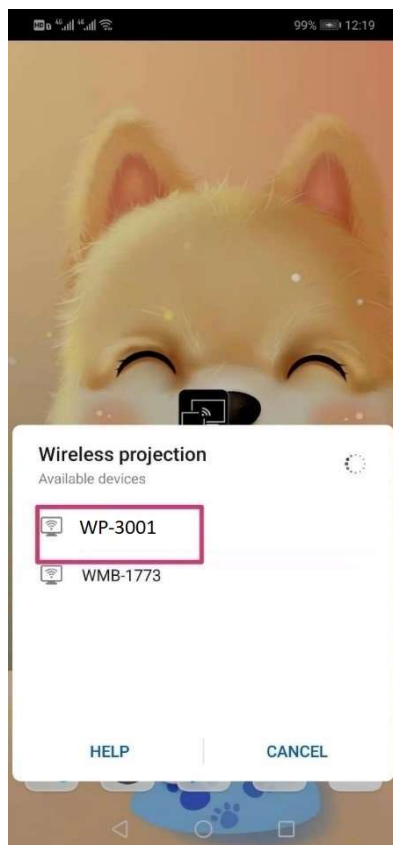 99% 12:19
Wireless projection
Available devices
WP-3001
WMB-1773
HELP CANCEL